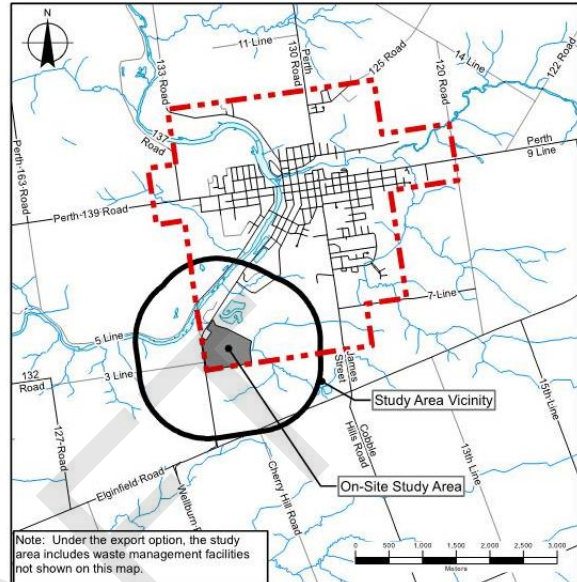 N
11 Line
133 Road
Perth
130 Road
125 Road
14 Line
120 Road
122 Road
137
Road
Perth
9 Line
Perth 163 Road
Perth 139 Road
7 Line
5 Line
3 Line
132
Road
127 Road
James
Street
Study Area Vicinity
15th Line
13th Line
Cobble
Hills Road
On-Site Study Area
Elginfield Road
Cherry Hill Road
Wellburn
Note: Under the export option, the study
area includes waste management facilities
not shown on this map.
0 500 1,000 2,000 3,000
Meters